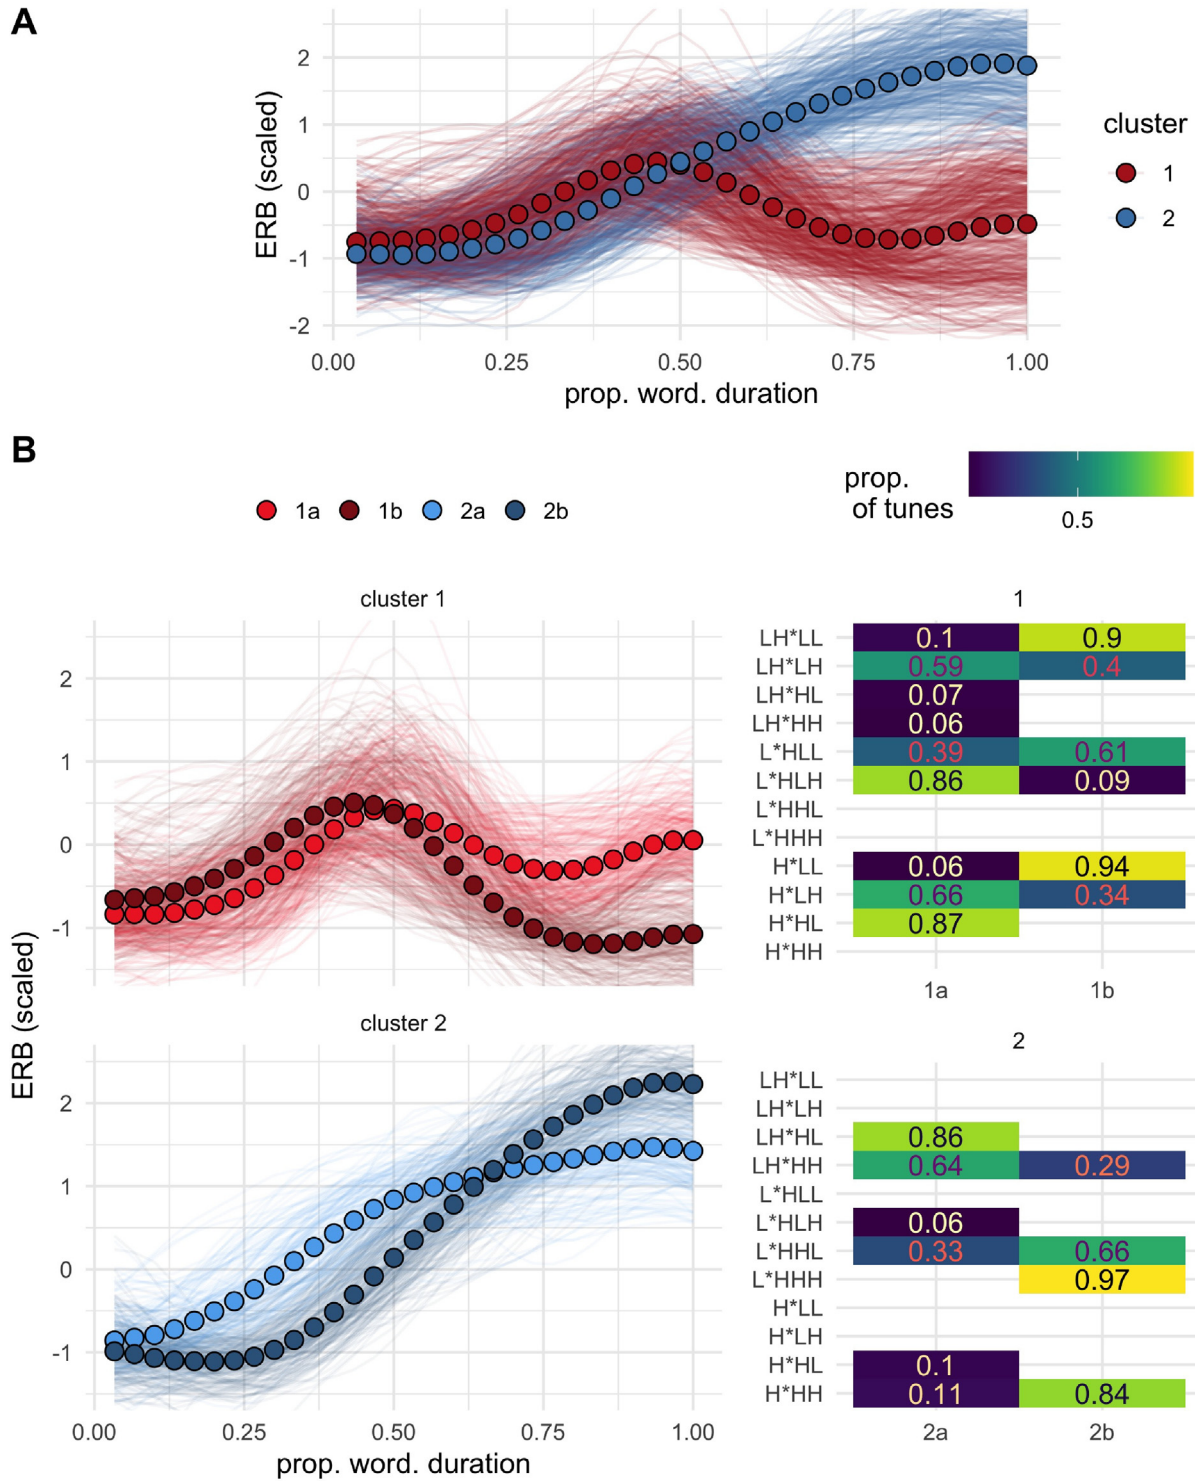 A
ERB (scaled)
2
1
0
-1
-2
0.00 0.25 0.50 0.75 1.00
prop. word. duration
cluster
1
2
B
1a 1b 2a 2b
prop.
of tunes
0.5
ERB (scaled)
cluster 1
2
1
0
-1
1
LH*LL 0.1 0.9
LH*LH 0.59 0.4
LH*HL 0.07
LH*HH 0.06
L*HLL 0.39 0.61
L*HLH 0.86 0.09
L*HHL
L*HHH
H*LL 0.06 0.94
H*LH 0.66 0.34
H*HL 0.87
H*HH
1a 1b
cluster 2
2
1
0
-1
0.00 0.25 0.50 0.75 1.00
prop. word. duration
2
LH*LL
LH*LH
LH*HL 0.86
LH*HH 0.64 0.29
L*HLL
L*HLH 0.06
L*HHL 0.33 0.66
L*HHH 0.97
H*LL
H*LH
H*HL 0.1
H*HH 0.11 0.84
2a 2b